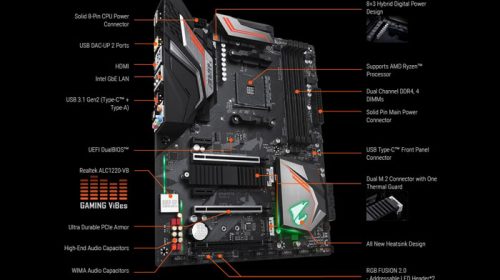 Solid 8-Pin CPU Power
Connector
USB DAC-UP 2 Ports
HDMI
Intel GbE LAN
USB 3.1 Gen2 (Type-C™ +
Type-A)
UEFI DualBIOS™
Realtek ALC1220-VB
GAMING ViBes
Ultra Durable PCIe Armor
High-End Audio Capacitors
WIMA Audio Capacitors
8+3 Hybrid Digital Power
Design
Supports AMD Ryzen™
Processor
Dual Channel DDR4, 4
DIMMs
Solid Pin Main Power
Connector
USB Type-C™ Front Panel
Connector
Dual M.2 Connector with One
Thermal Guard
All New Heatsink Design
RGB FUSION 2.0
- Addressable LED Header*2